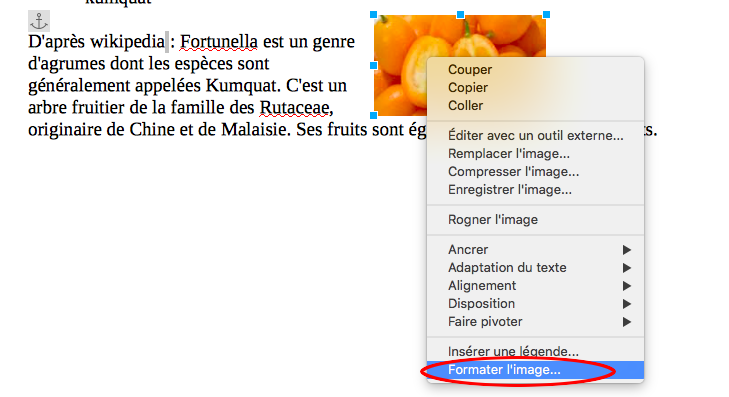 kumquat
D'après wikipedia : Fortunella est un genre
d'agrumes dont les espèces sont
généralement appelées Kumquat. C'est un
arbre fruitier de la famille des Rutaceae,
originaire de Chine et de Malaisie. Ses fruits sont ég
Couper
Copier
Coller
Éditer avec un outil externe...
Remplacer l'image...
Compresser l'image...
Enregistrer l'image...
Rogner l'image
Ancrer
Adaptation du texte
Alignement
Disposition
Faire pivoter
Insérer une légende...
Formater l'image...